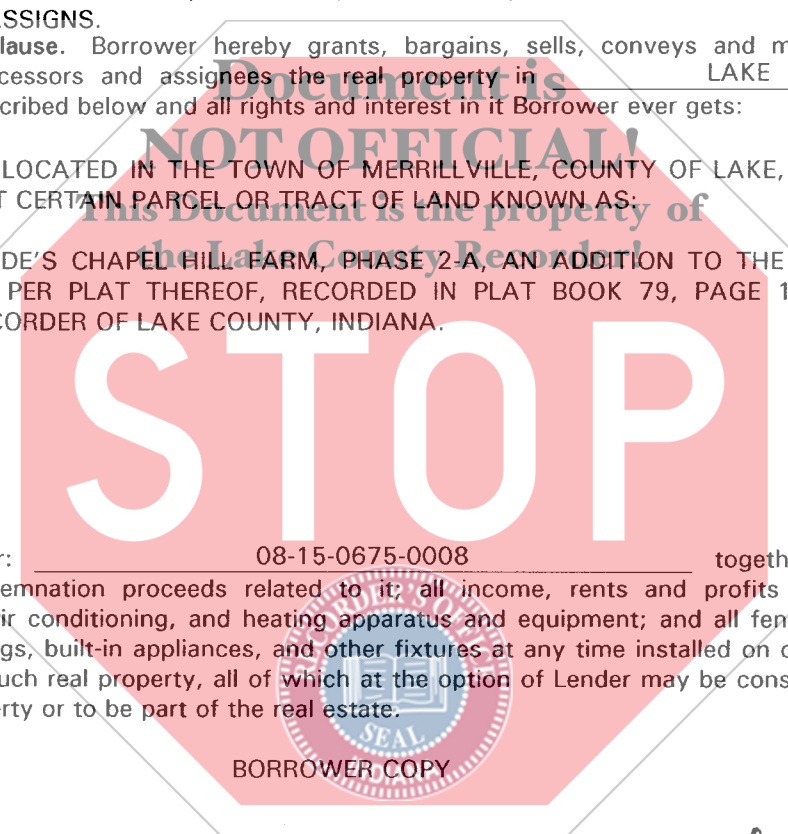 ASSIGNS.
lause. Borrower hereby grants, bargains, sells, conveys and m
cessors and assignees the real property in LAKE
cribed below and all rights and interest in it Borrower ever gets:
Document is
NOT OFFICIAL!
This Document is the property of
the Lake County Recorder!
LOCATED IN THE TOWN OF MERRILLVILLE, COUNTY OF LAKE,
T CERTAIN PARCEL OR TRACT OF LAND KNOWN AS:
DE'S CHAPEL HILL FARM, PHASE 2-A, AN ADDITION TO THE
PER PLAT THEREOF, RECORDED IN PLAT BOOK 79, PAGE 1
CORDER OF LAKE COUNTY, INDIANA.
STOP
r: 08-15-0675-0008 togeth
emnation proceeds related to it; all income, rents and profits
ir conditioning, and heating apparatus and equipment; and all fen
gs, built-in appliances, and other fixtures at any time installed on o
uch real property, all of which at the option of Lender may be cons
erty or to be part of the real estate.
RECORDER'S OFFICE
SEAL
INDIANA
BORROWER COPY